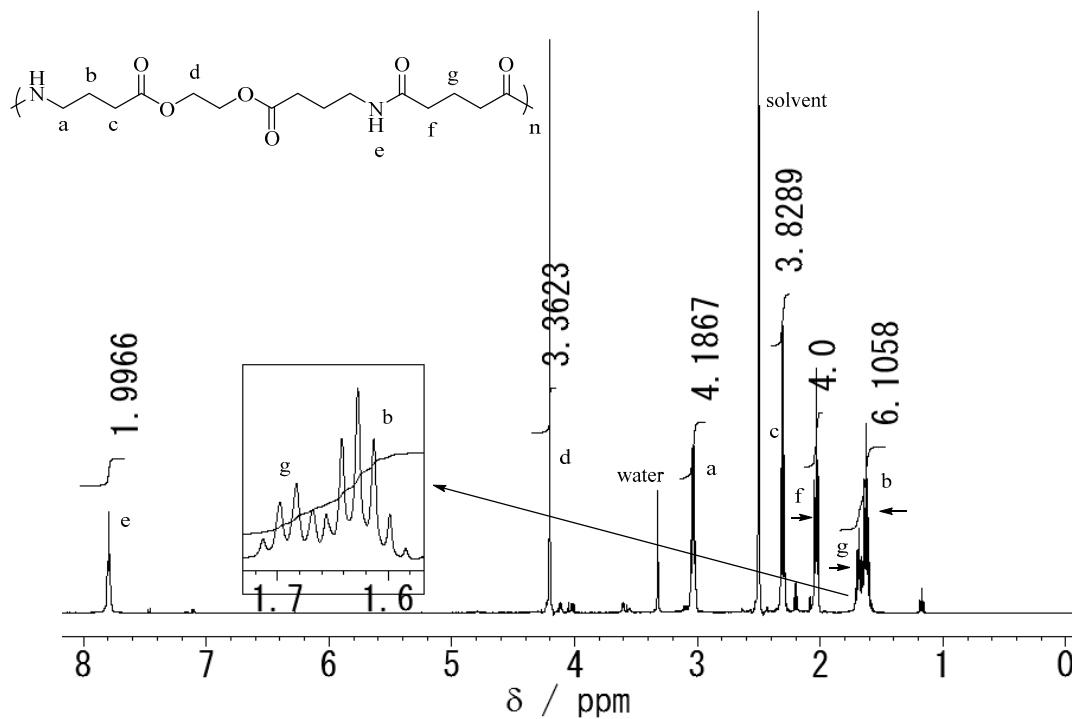 H
N
a
b
c
O
O
d
O
O
N
H
e
O
f
g
O
n
solvent
1.9966
3.3623
4.1867
3.8289
4.0
6.1058
e
d
water
a
c
f
g
b
g
b
1.7
1.6
8
7
6
5
4
3
2
1
0
δ / ppm